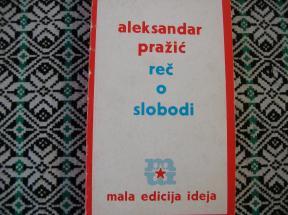 aleksandar
pražić
reč
o
slobodi
mala edicija ideja